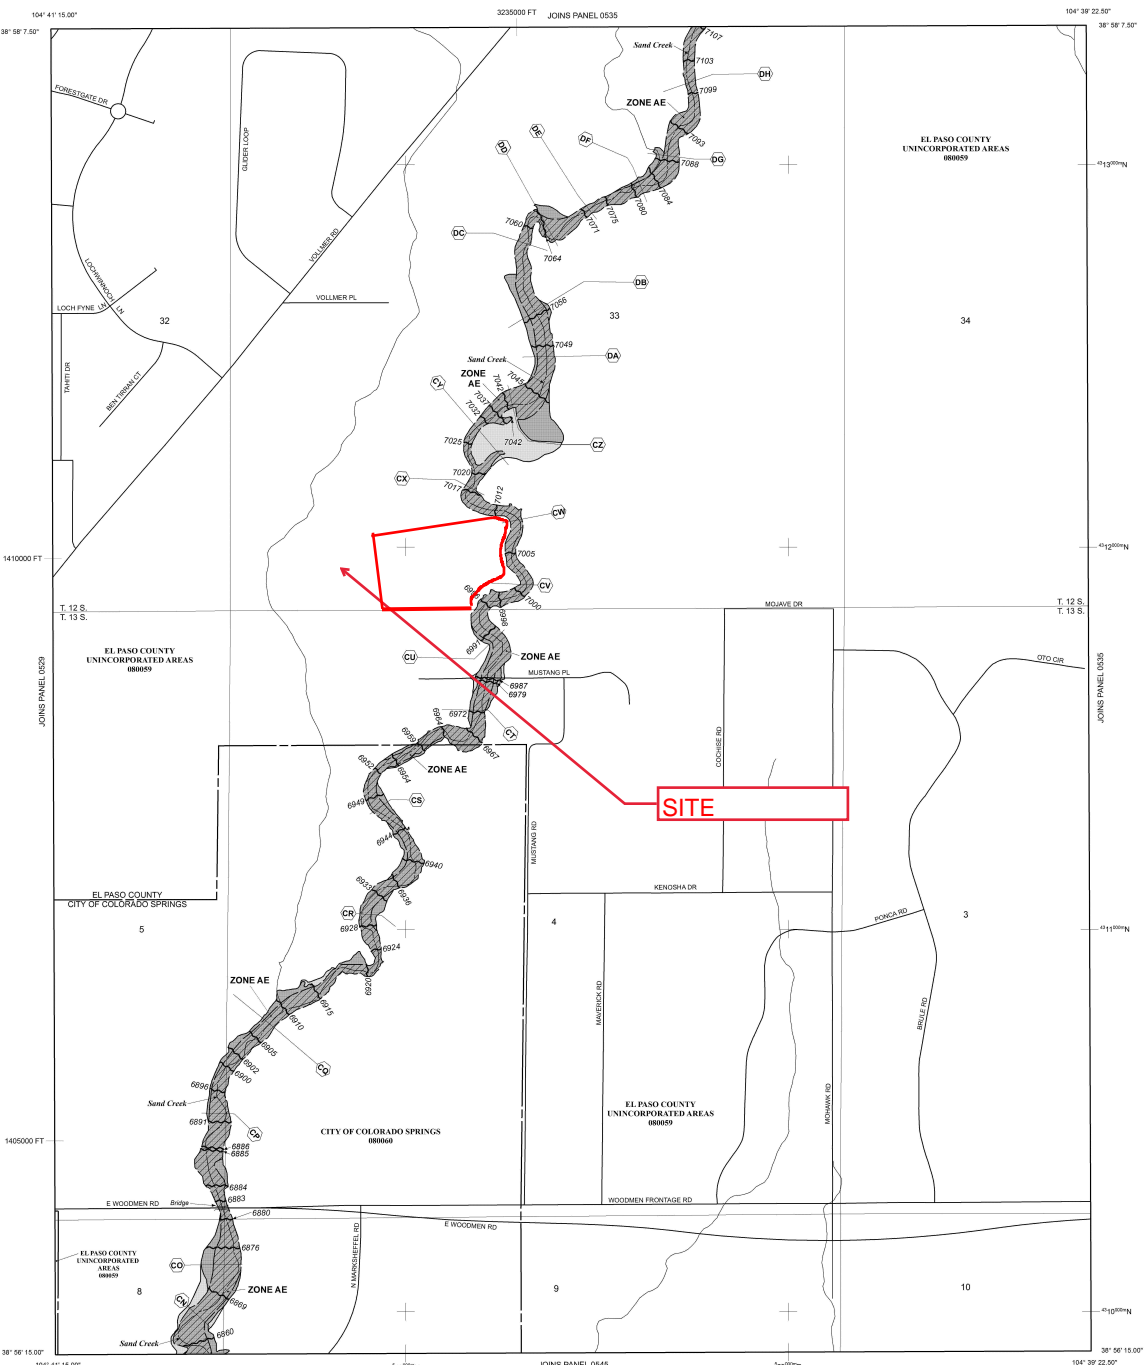 104° 41' 15.00"
3235000 FT
JOINS PANEL 0535
104° 39' 22.50"
38° 58' 7.50"
38° 58' 7.50"
7107
Sand Creek
7103
DH
FORESTGATE DR
7099
ZONE AE
GLIDER LOOP
DE
DF
7093
EL PASO COUNTY
UNINCORPORATED AREAS
080059
DD
DG
7088
4313000mN
7084
7080
7075
7071
7060
DC
VOLLMER RD
7064
LOCHWINNOCH LN
DB
VOLLMER PL
7056
LOCH FYNE LN
32
33
34
7049
Sand Creek
DA
TAHITI DR
ZONE
AE
7045
7042
CY
BEN TIRRAN CT
7037
7032
7025
7042
CZ
7020
CX
7017
7012
CW
1410000 FT
7005
4312000mN
CV
7000
6998
MOJAVE DR
T. 12 S.
T. 13 S.
T. 12 S.
T. 13 S.
6991
EL PASO COUNTY
UNINCORPORATED AREAS
080059
CU
ZONE AE
OTO CIR
JOINS PANEL 0529
JOINS PANEL 0535
MUSTANG PL
6987
6979
6972
CT
6964
6959
6967
COCHISE RD
6952
6954
ZONE AE
6949
CS
SITE
6944
MUSTANG RD
6940
6933
6936
KENOSHA DR
EL PASO COUNTY
CITY OF COLORADO SPRINGS
CR
PONCA RD
5
4
3
6928
6924
ZONE AE
6920
6915
MAVERICK RD
BRULE RD
6910
6905
6902
6900
CQ
6896
Sand Creek
MOHAWK RD
EL PASO COUNTY
UNINCORPORATED AREAS
080059
6891
CP
CITY OF COLORADO SPRINGS
080060
1405000 FT
6886
6885
6884
6883
E WOODMEN RD
Bridge
WOODMEN FRONTAGE RD
6880
E WOODMEN RD
N MARKSHEFFEL RD
6876
EL PASO COUNTY
UNINCORPORATED
AREAS
080059
CO
8
9
10
ZONE AE
CN
6869
4310000mN
6860
Sand Creek
38° 56' 15.00"
38° 56' 15.00"
104° 41' 15.00"
JOINS PANEL 0545
104° 39' 22.50"